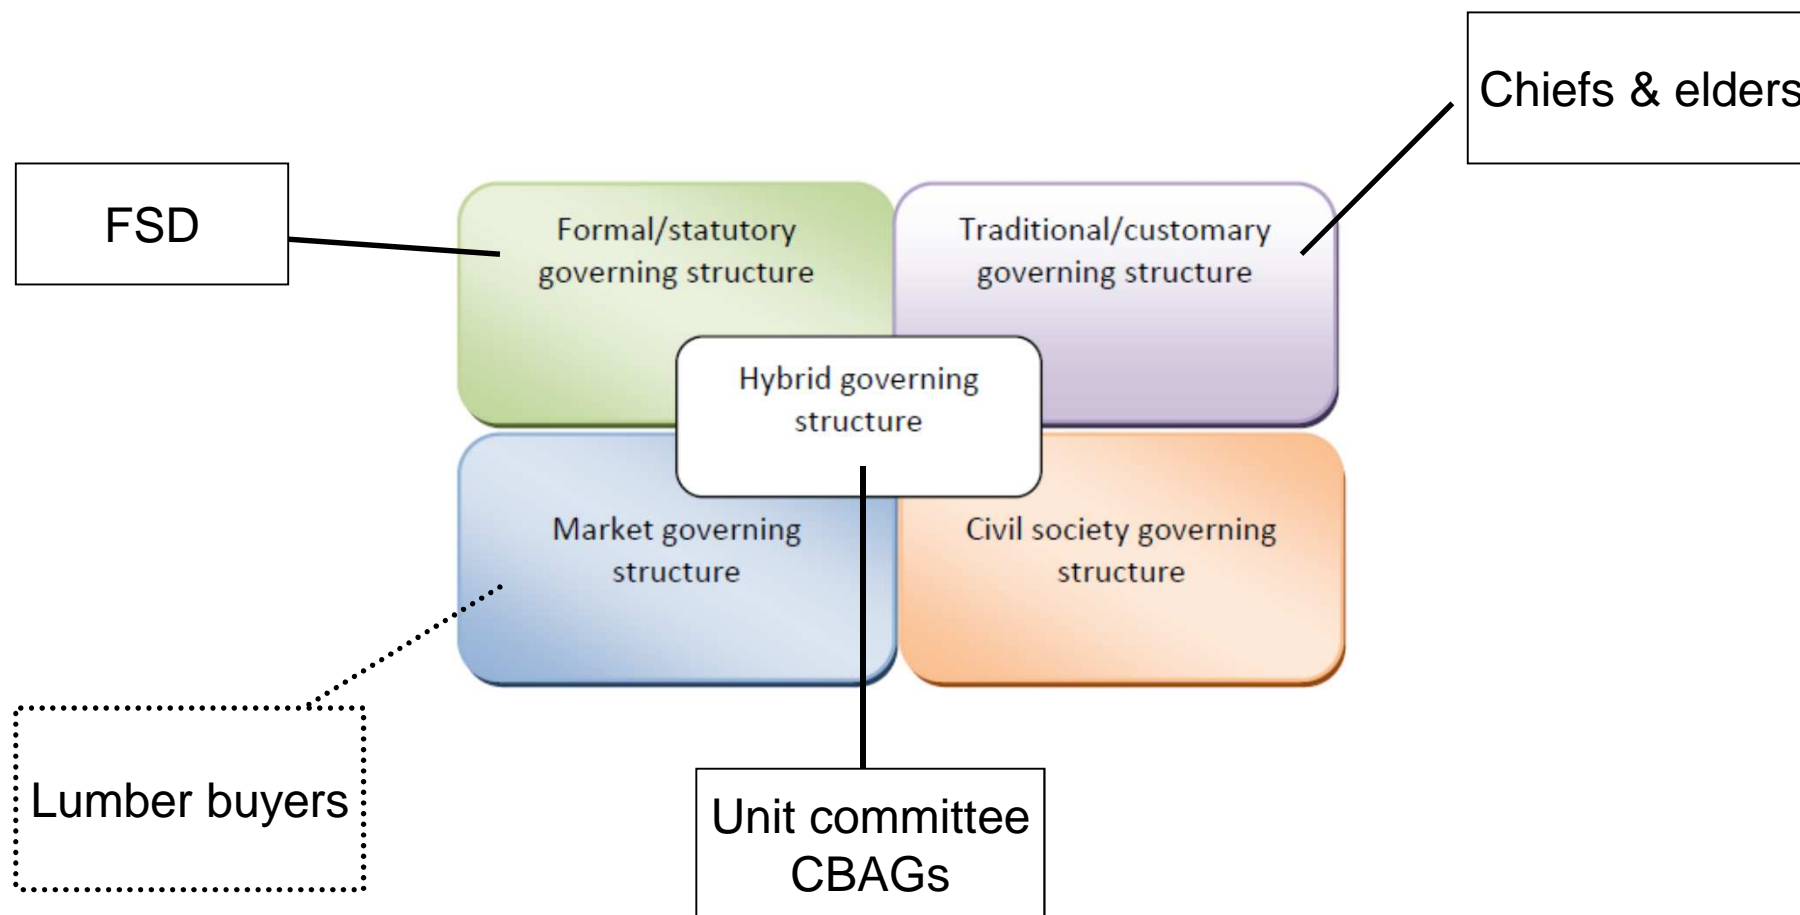 Chiefs & elders
FSD
Formal/statutory
governing structure
Traditional/customary
governing structure
Hybrid governing
structure
Market governing
structure
Civil society governing
structure
Lumber buyers
Unit committee
CBAGs